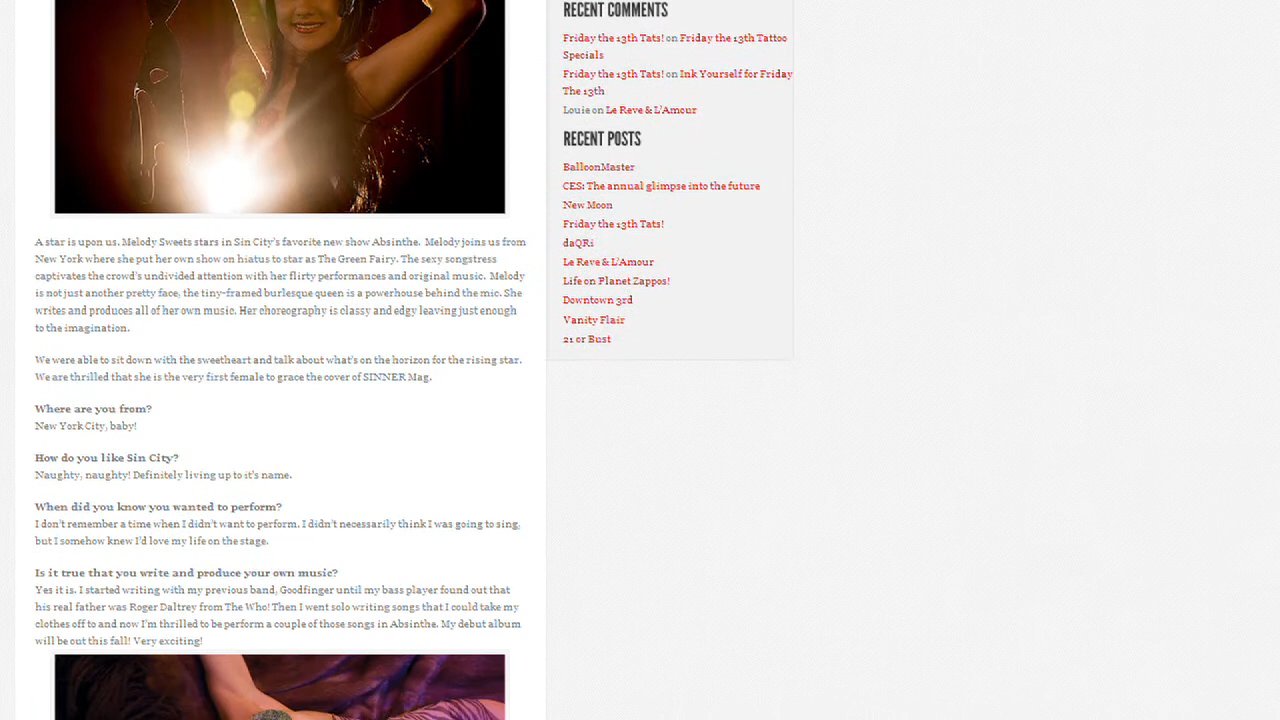 A star is upon us. Melody Sweets stars in Sin City's favorite new show Absinthe. Melody joins us from
New York where she put her own show on hiatus to star as The Green Fairy. The sexy songstress
captivates the crowd's undivided attention with her flirty performances and original music. Melody
is not just another pretty face, the tiny-framed burlesque queen is a powerhouse behind the mic. She
writes and produces all of her own music. Her choreography is classy and edgy leaving just enough
to the imagination.
We were able to sit down with the sweetheart and talk about what's on the horizon for the rising star.
We are thrilled that she is the very first female to grace the cover of SINNER Mag.
Where are you from?
New York City, baby!
How do you like Sin City?
Naughty, naughty! Definitely living up to it's name.
When did you know you wanted to perform?
I don't remember a time when I didn't want to perform. I didn't necessarily think I was going to sing,
but I somehow knew I'd love my life on the stage.
Is it true that you write and produce your own music?
Yes it is. I started writing with my previous band, Goodfinger until my bass player found out that
his real father was Roger Daltrey from The Who! Then I went solo writing songs that I could take my
clothes off to and now I'm thrilled to be perform a couple of those songs in Absinthe. My debut album
will be out this fall! Very exciting!
RECENT COMMENTS
Friday the 13th Tats! on Friday the 13th Tattoo
Specials
Friday the 13th Tats! on Ink Yourself for Friday
The 13th
Louie on Le Reve & L'Amour
RECENT POSTS
BalloonMaster
CES: The annual glimpse into the future
New Moon
Friday the 13th Tats!
daQRi
Le Reve & L'Amour
Life on Planet Zappos!
Downtown 3rd
Vanity Flair
21 or Bust